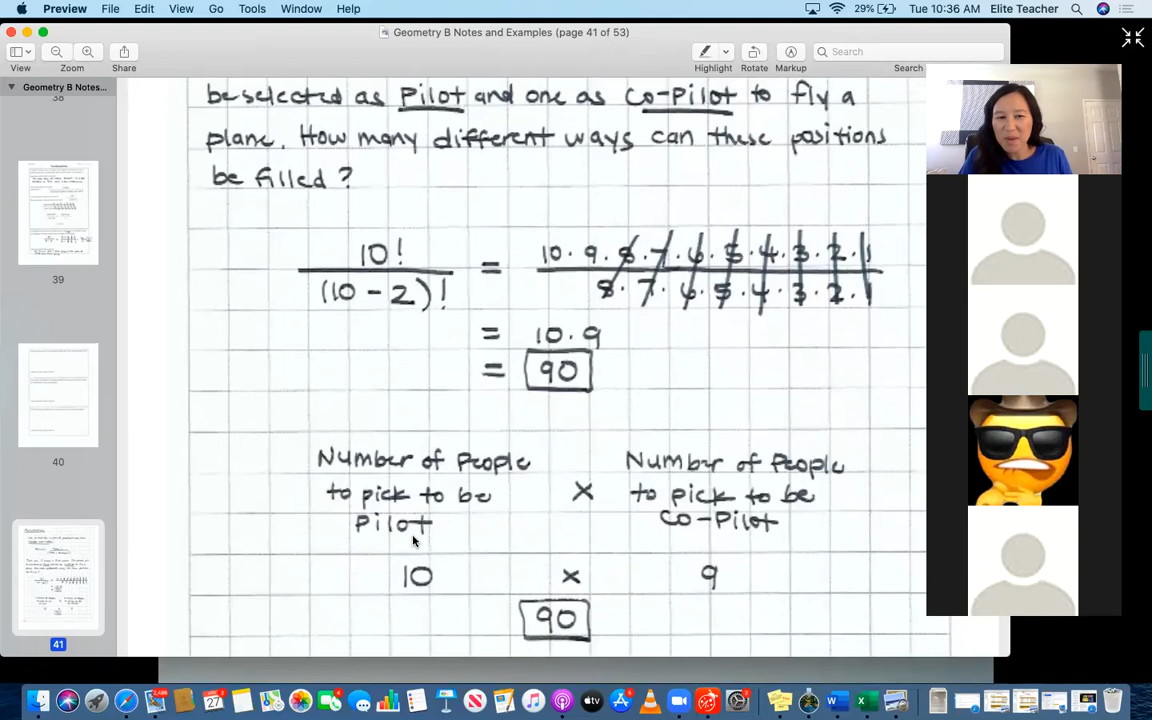 Preview File Edit View Go Tools Window Help 29% Tue 10:36 AM Elite Teacher
Geometry B Notes and Examples (page 41 of 53)
View Zoom Share Highlight Rotate Markup Search Search
Geometry B Notes...
38
39
40
41
be selected as Pilot and one as Co-Pilot to fly a
plane. How many different ways can these positions
be filled?
10! / (10 - 2)! = 10 · 9 · 8 · 7 · 6 · 5 · 4 · 3 · 2 · 1 / 8 · 7 · 6 · 5 · 4 · 3 · 2 · 1
= 10 · 9
= 90
Number of People Number of People
to pick to be × to pick to be
Pilot Co-Pilot
10 × 9
90